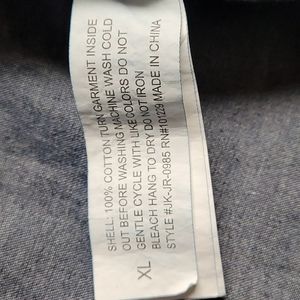 SHELL: 100% COTTON TURN GARMENT INSIDE
OUT BEFORE WASHING MACHINE WASH COLD
GENTLE CYCLE WITH LIKE COLORS DO NOT
BLEACH HANG TO DRY DO NOT IRON
STYLE #JK-JR-0985 RN#101229 MADE IN CHINA
XL